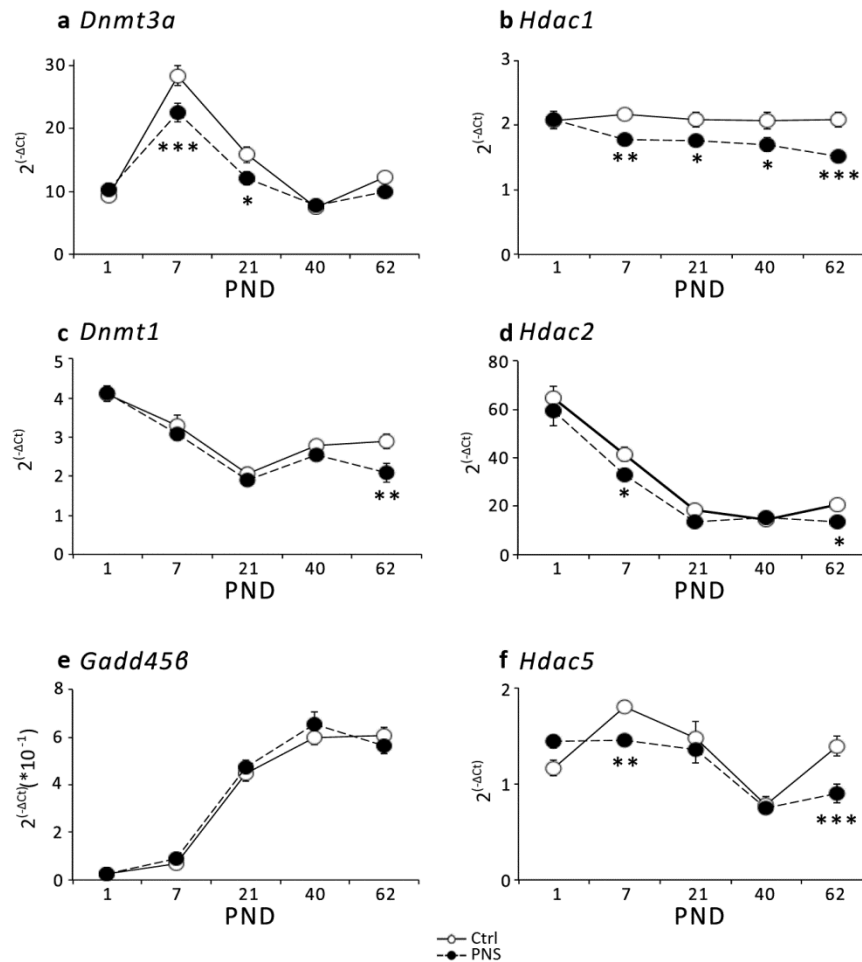 a Dnmt3a
30
20
10
0
2(-ΔCt)
***
*
1 7 21 40 62
PND
b Hdac1
3
2
1
0
2(-ΔCt)
** * * ***
1 7 21 40 62
PND
c Dnmt1
5
4
3
2
1
0
2(-ΔCt)
**
1 7 21 40 62
PND
d Hdac2
80
60
40
20
0
2(-ΔCt)
*
*
1 7 21 40 62
PND
e Gadd45β
8
6
4
2
0
2(-ΔCt)(*10-1)
1 7 21 40 62
PND
f Hdac5
2
1
0
2(-ΔCt)
**
***
1 7 21 40 62
PND
Ctrl
PNS